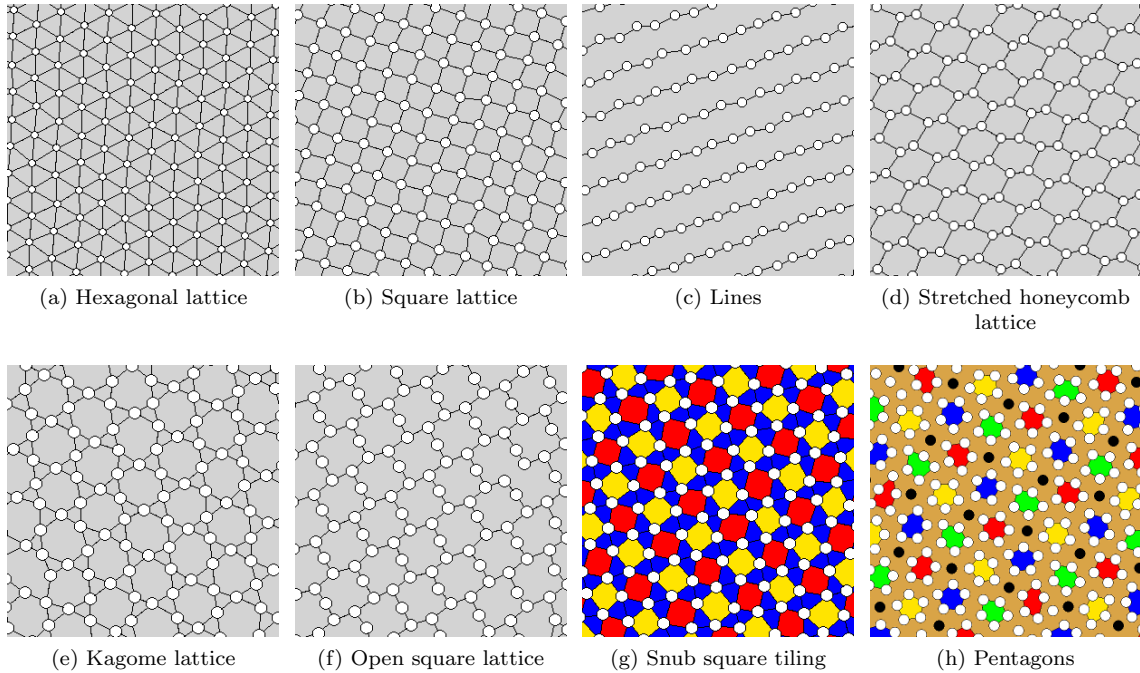 (a) Hexagonal lattice
(b) Square lattice
(c) Lines
(d) Stretched honeycomb
lattice
(e) Kagome lattice
(f) Open square lattice
(g) Snub square tiling
(h) Pentagons